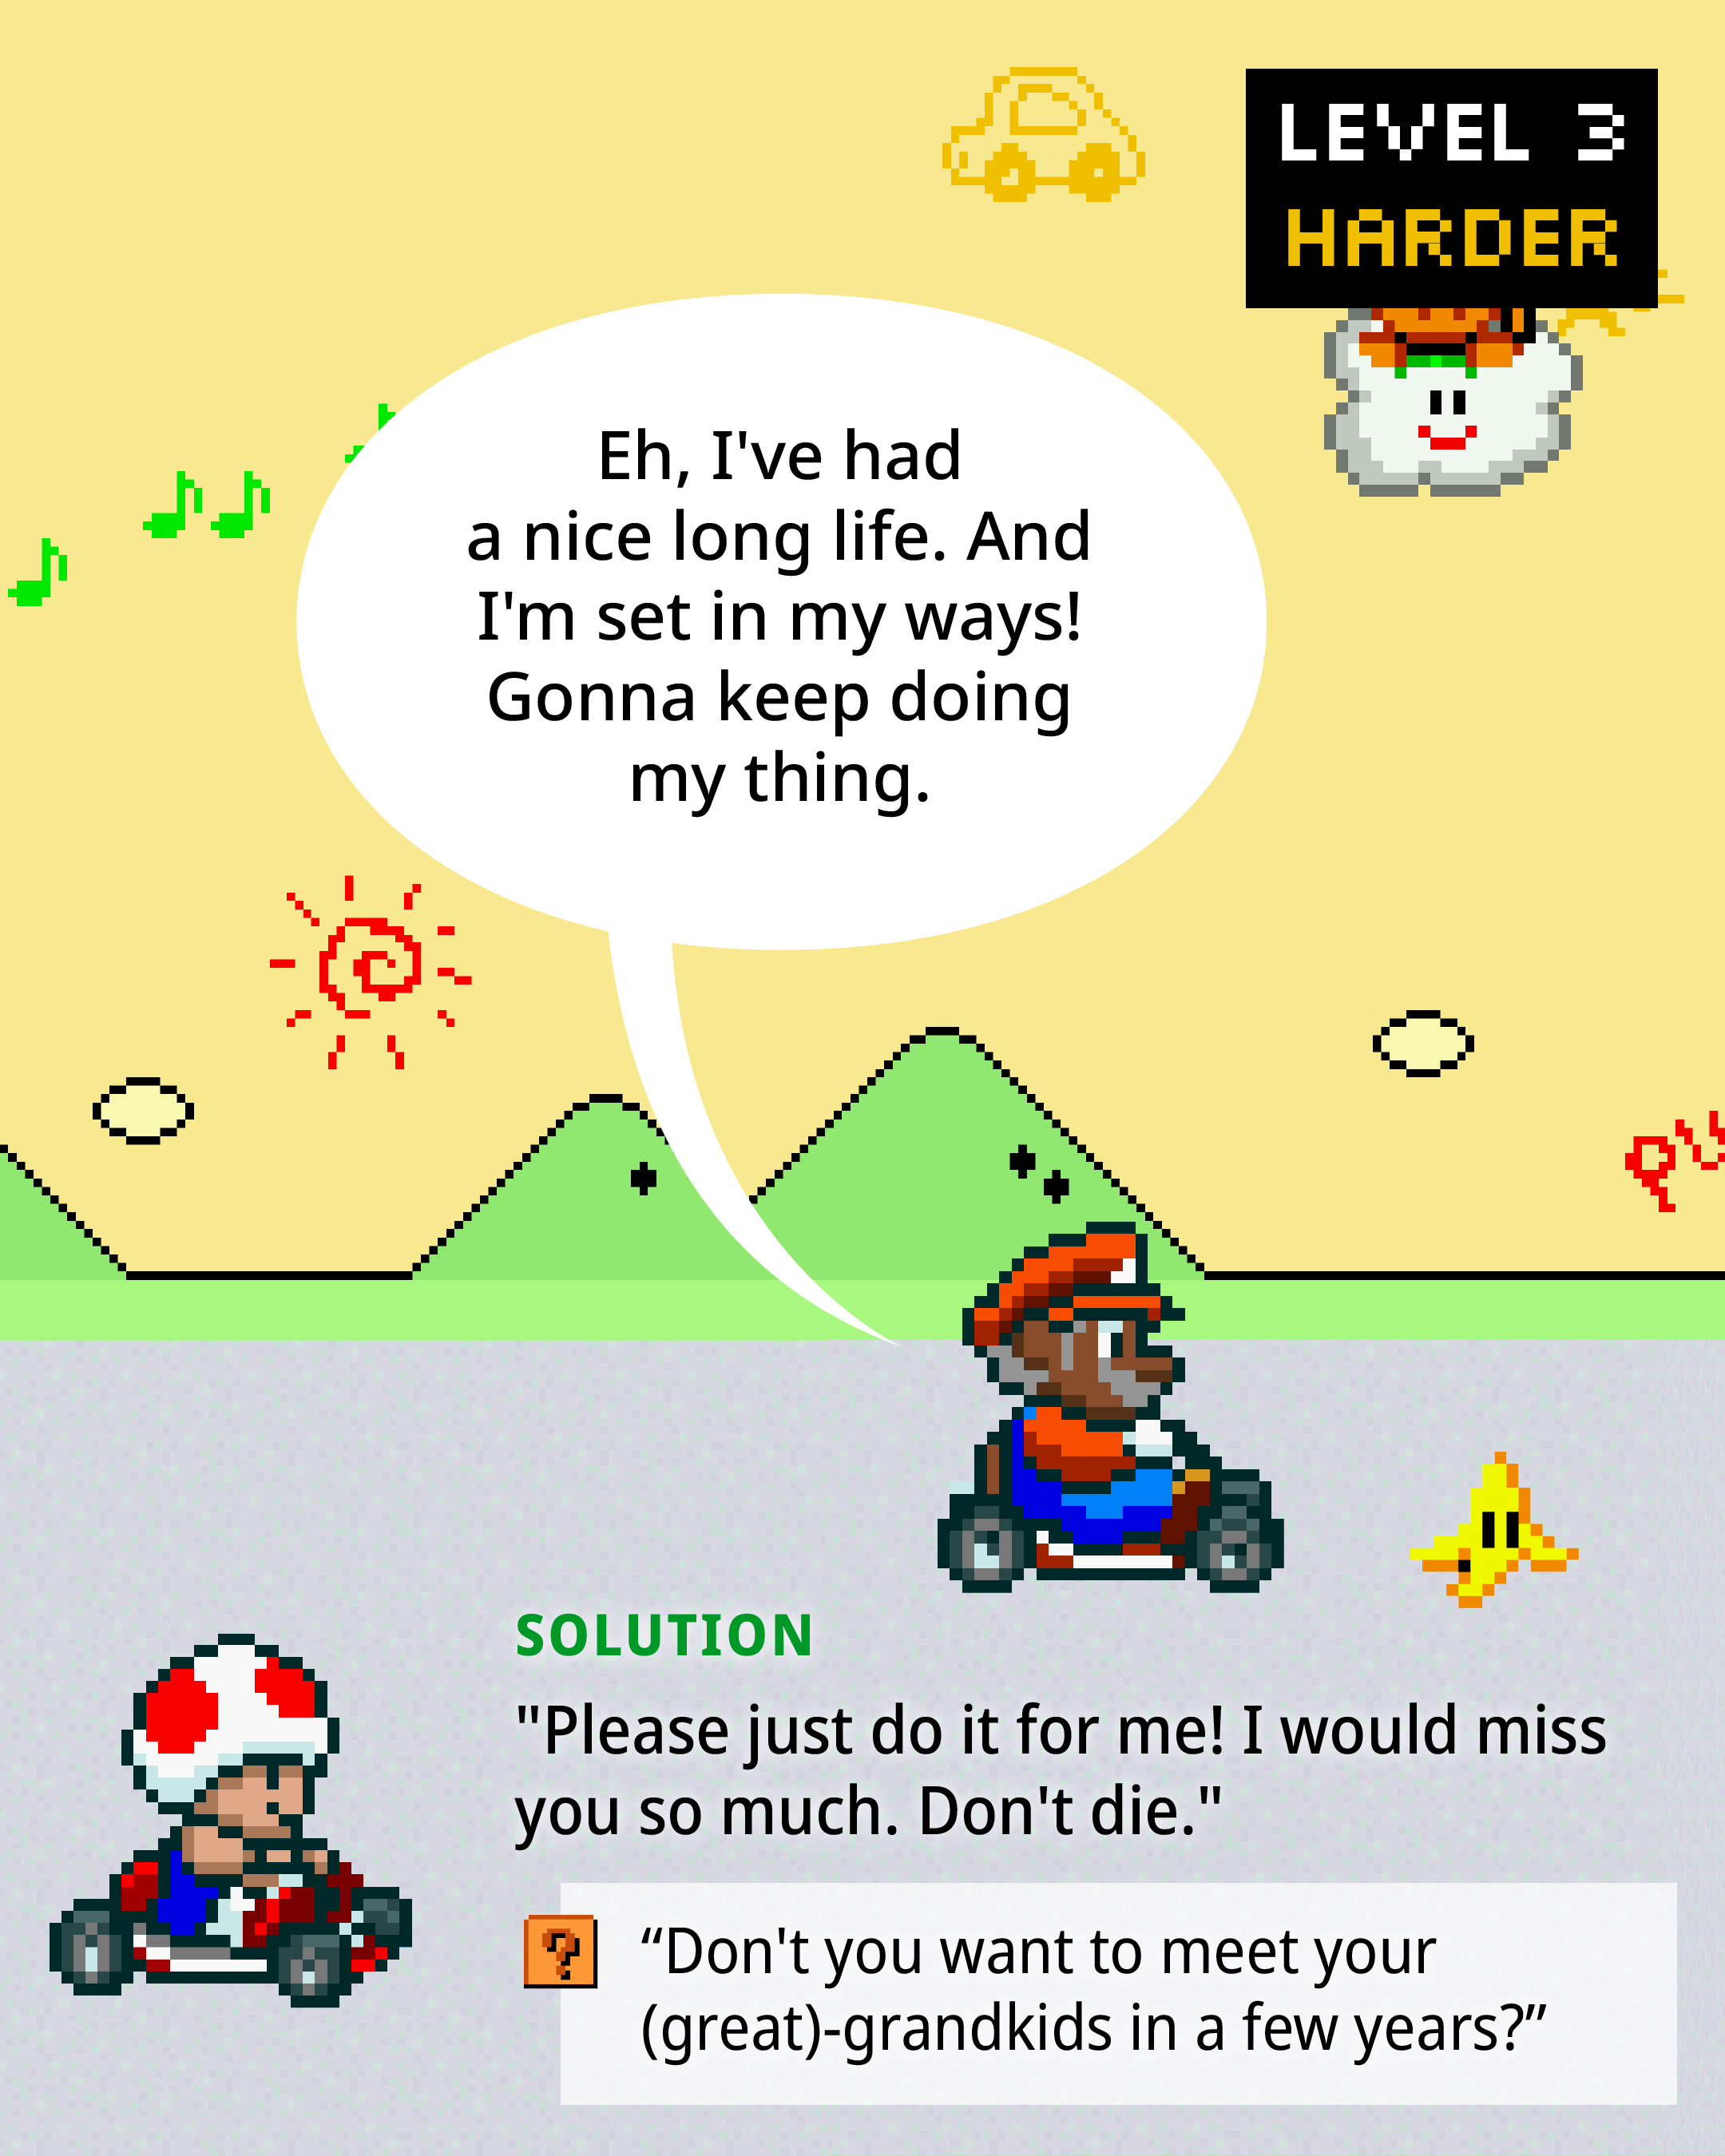 LEVEL 3
HARDER
Eh, I've had
a nice long life. And
I'm set in my ways!
Gonna keep doing
my thing.
SOLUTION
"Please just do it for me! I would miss
you so much. Don't die."
?
“Don't you want to meet your
(great)-grandkids in a few years?”